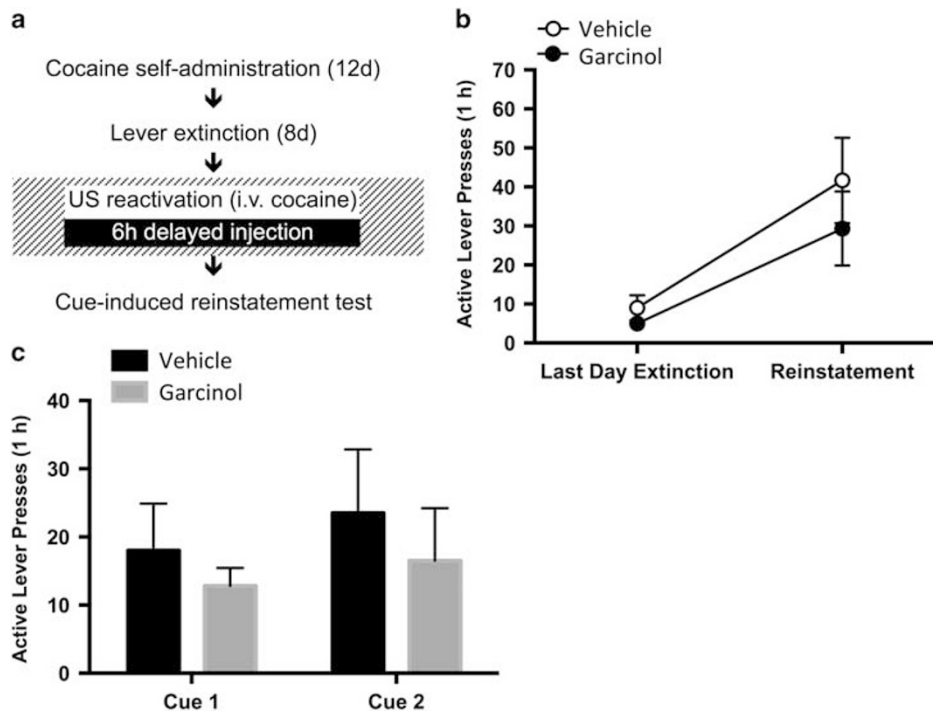 a
Cocaine self-administration (12d)
Lever extinction (8d)
US reactivation (i.v. cocaine)
6h delayed injection
Cue-induced reinstatement test
b
Vehicle
Garcinol
Active Lever Presses (1 h)
70
60
50
40
30
20
10
0
Last Day Extinction
Reinstatement
c
Vehicle
Garcinol
Active Lever Presses (1 h)
40
30
20
10
0
Cue 1
Cue 2